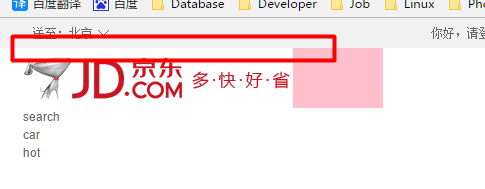 百度翻译 百度 Database Developer Job Linux
送至：北京 你好，请
JD.COM 京东 多·快·好·省
search
car
hot